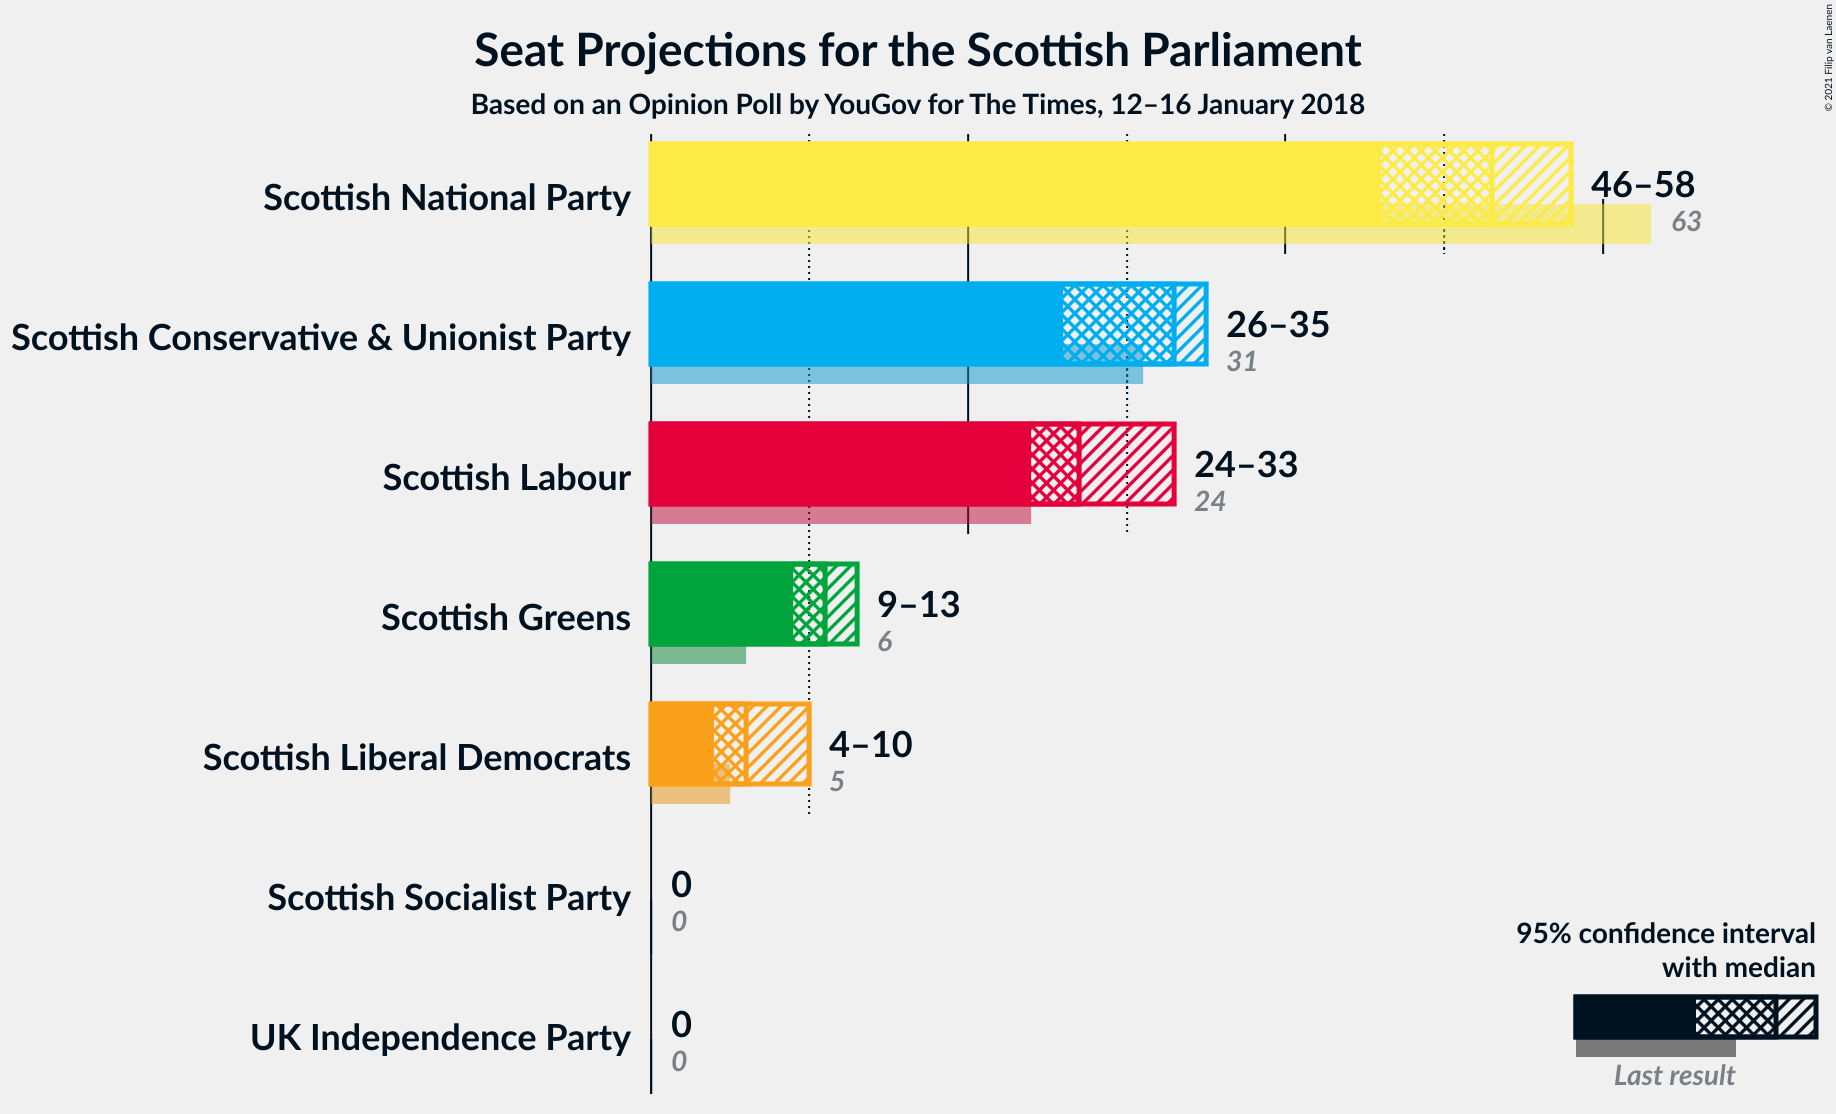 Seat Projections for the Scottish Parliament
Based on an Opinion Poll by YouGov for The Times, 12–16 January 2018
© 2021 Filip van Laenen
Scottish National Party
46–58
63
Scottish Conservative & Unionist Party
26–35
31
Scottish Labour
24–33
24
Scottish Greens
9–13
6
Scottish Liberal Democrats
4–10
5
Scottish Socialist Party
0
0
UK Independence Party
0
0
95% confidence interval
with median
Last result